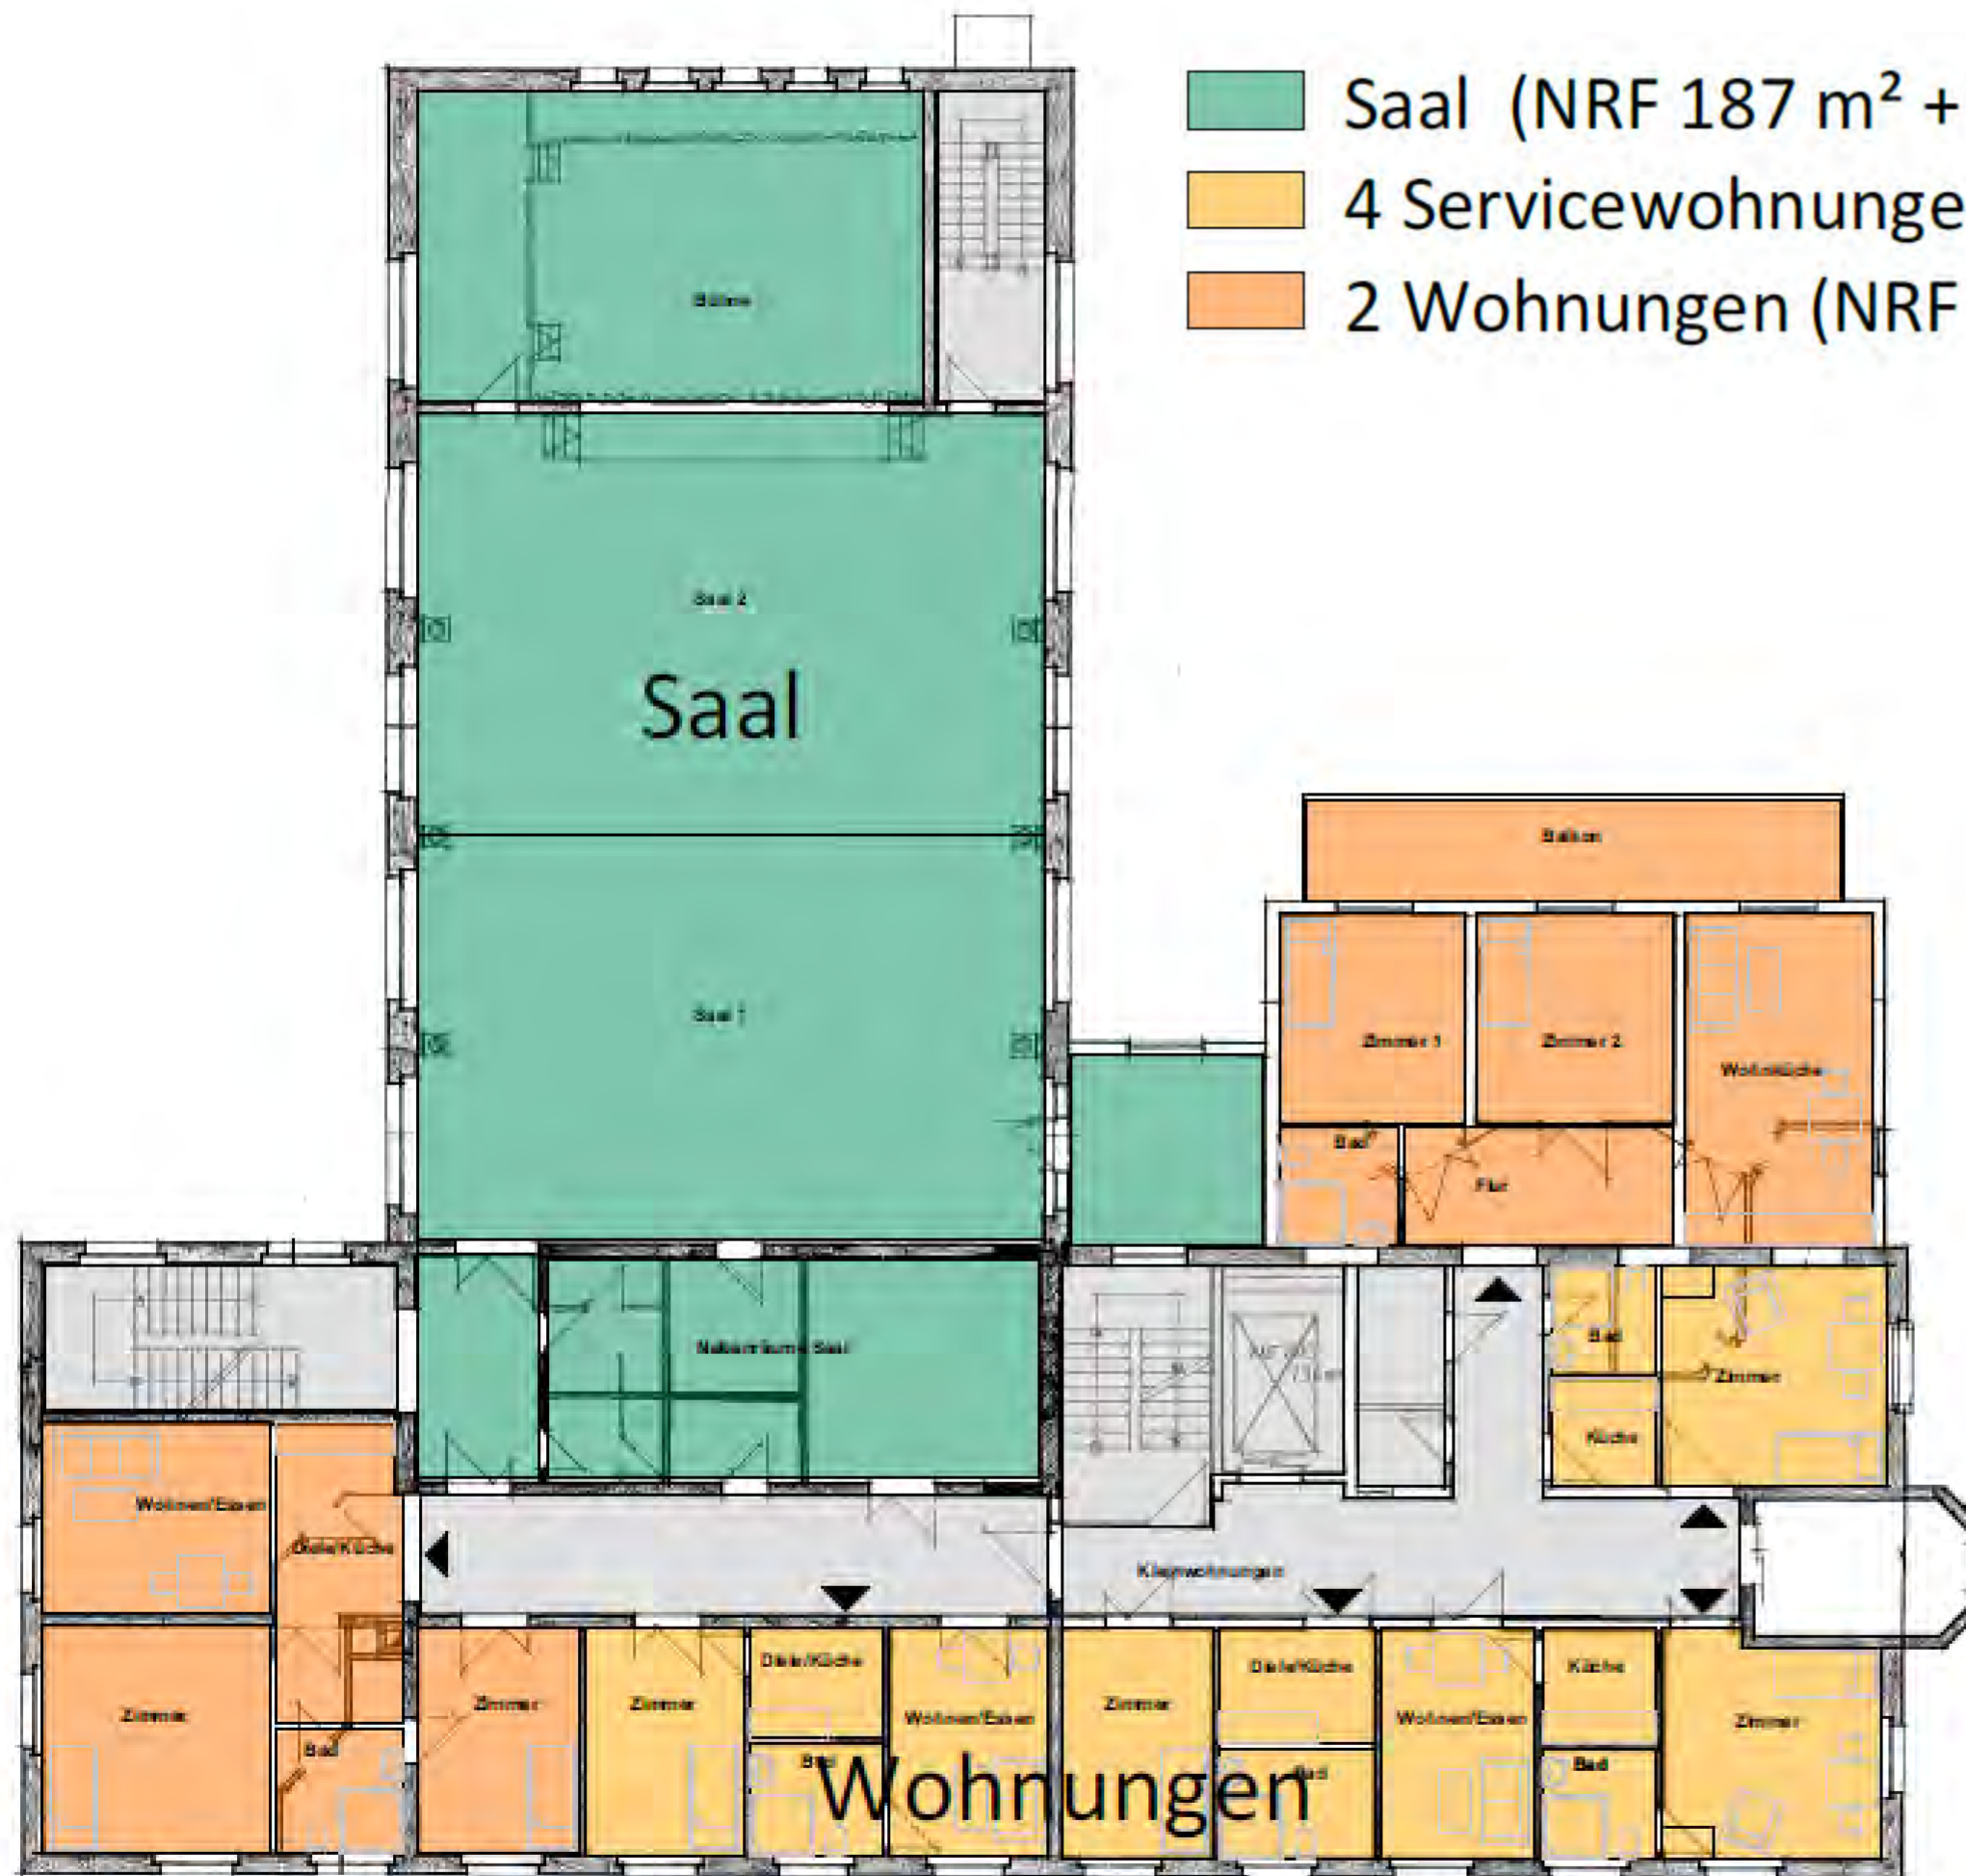 Saal (NRF 187 m² +
4 Servicewohnunge
2 Wohnungen (NRF
Bühne
Saal 2
Saal
Balkon
Saal 1
Zimmer 1
Zimmer 2
Wohnküche
Bad
Flur
Nebenräume Saal
Bad
Zimmer
Küche
Wohnen/Essen
Diele/Küche
Kleinwohnungen
Diele/Küche
Diele/Küche
Küche
Zimmer
Zimmer
Zimmer
Wohnen/Essen
Zimmer
Wohnen/Essen
Zimmer
Bad
Bad
Bad
Bad
Wohnungen